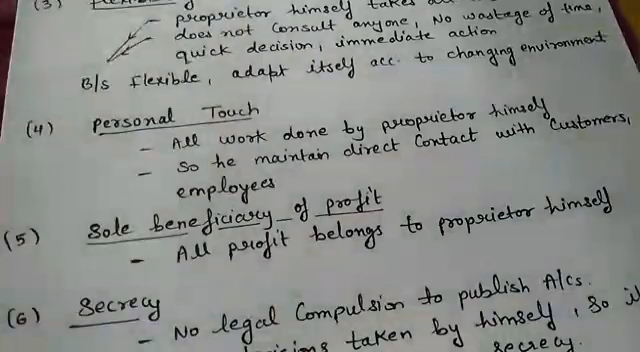 (3) Flexible
- proprietor himself takes all
- does not consult anyone, No wastage of time,
quick decision, immediate action
B/s flexible, adapt itself acc. to changing environment
(4) Personal Touch
- All work done by proprietor himself
- So he maintain direct Contact with Customers,
employees
(5) Sole beneficiary of profit
- All profit belongs to proprietor himself
(6) Secrecy
- No legal Compulsion to publish A/cs.
taken by himself, So
secrecy.